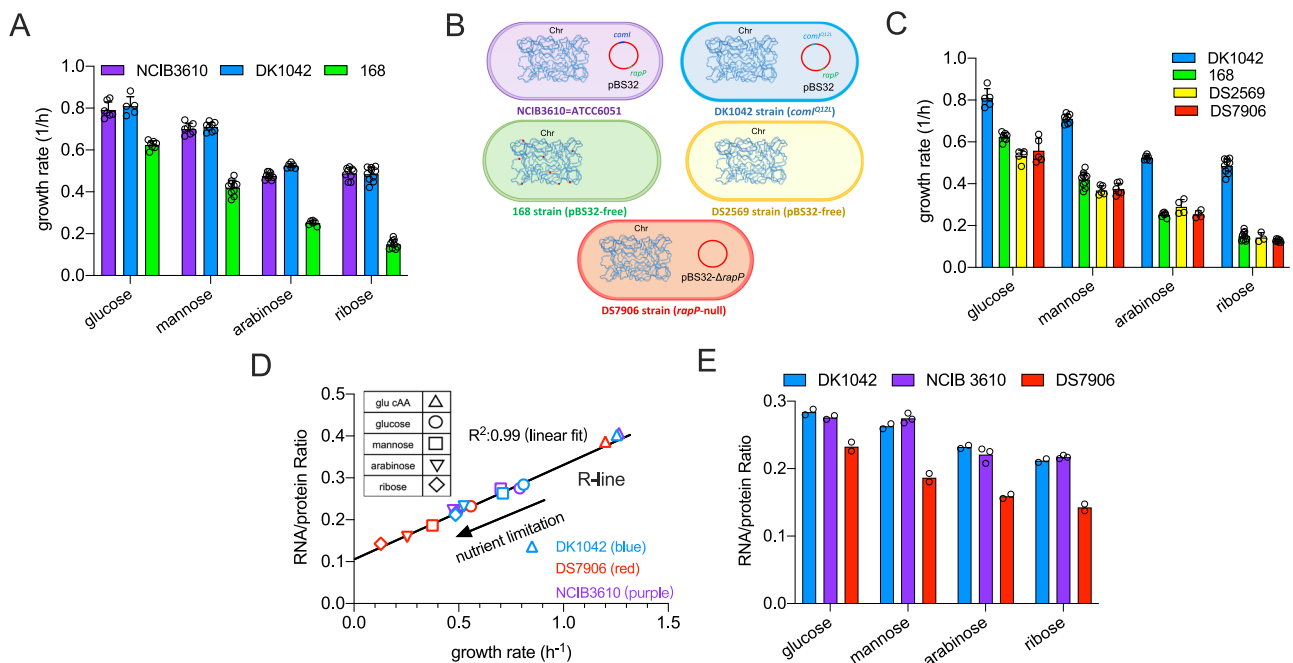 A
NCIB3610 DK1042 168
growth rate (1/h)
1.0
0.8
0.6
0.4
0.2
0.0
glucose
mannose
arabinose
ribose
B
Chr
comI
rapP
pBS32
NCIB3610=ATCC6051
Chr
comI^Q12L
rapP
pBS32
DK1042 strain (comI^Q12L)
Chr
168 strain (pBS32-free)
Chr
DS2569 strain (pBS32-free)
Chr
pBS32-ΔrapP
DS7906 strain (rapP-null)
C
DK1042
168
DS2569
DS7906
growth rate (1/h)
1.0
0.8
0.6
0.4
0.2
0.0
glucose
mannose
arabinose
ribose
D
RNA/protein Ratio
0.5
0.4
0.3
0.2
0.1
0.0
glu cAA
glucose
mannose
arabinose
ribose
R²:0.99 (linear fit)
R-line
nutrient limitation
DK1042 (blue)
DS7906 (red)
NCIB3610 (purple)
0.0 0.5 1.0 1.5
growth rate (h⁻¹)
E
DK1042 NCIB 3610 DS7906
RNA/protein Ratio
0.3
0.2
0.1
0.0
glucose
mannose
arabinose
ribose